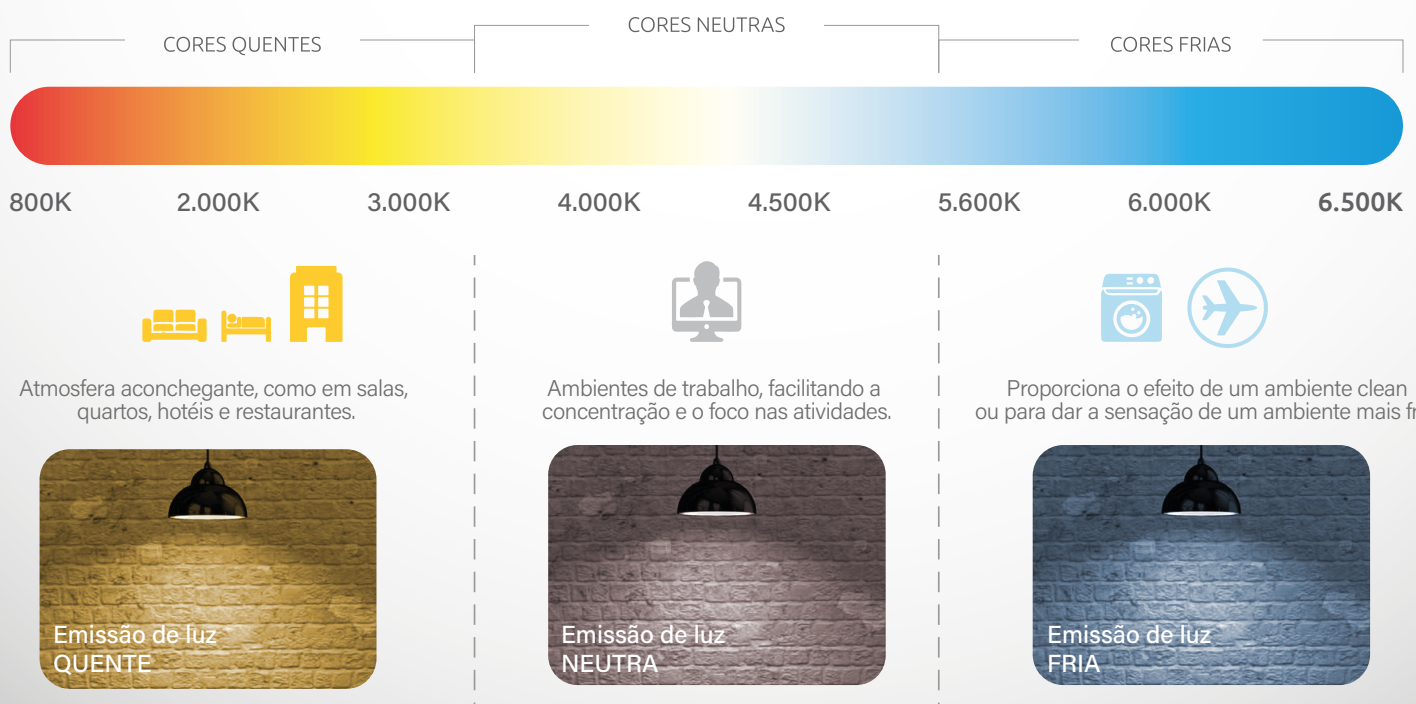 CORES QUENTES
CORES NEUTRAS
CORES FRIAS
800K
2.000K
3.000K
4.000K
4.500K
5.600K
6.000K
6.500K
Atmosfera aconchegante, como em salas,
quartos, hotéis e restaurantes.
Ambientes de trabalho, facilitando a
concentração e o foco nas atividades.
Proporciona o efeito de um ambiente clean
ou para dar a sensação de um ambiente mais
Emissão de luz
QUENTE
Emissão de luz
NEUTRA
Emissão de luz
FRIA